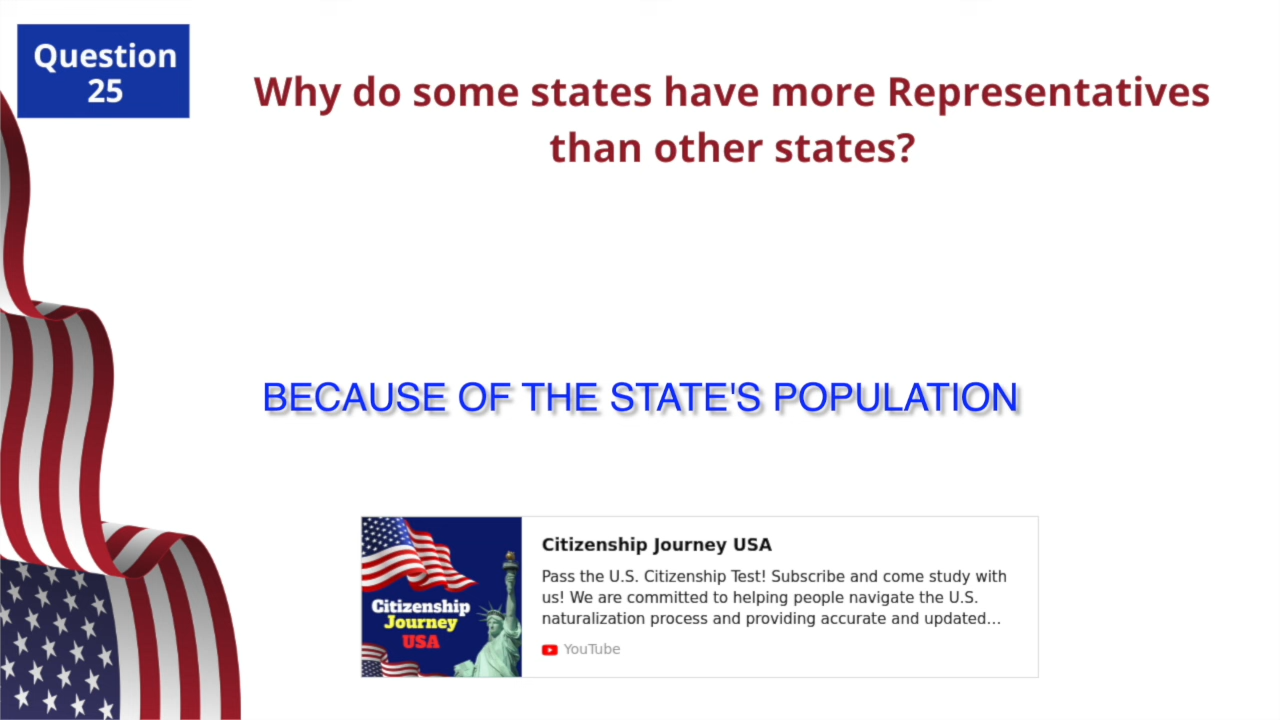 Question
25
Why do some states have more Representatives
than other states?
BECAUSE OF THE STATE'S POPULATION
Citizenship
Journey
USA
Citizenship Journey USA
Pass the U.S. Citizenship Test! Subscribe and come study with
us! We are committed to helping people navigate the U.S.
naturalization process and providing accurate and updated...
YouTube